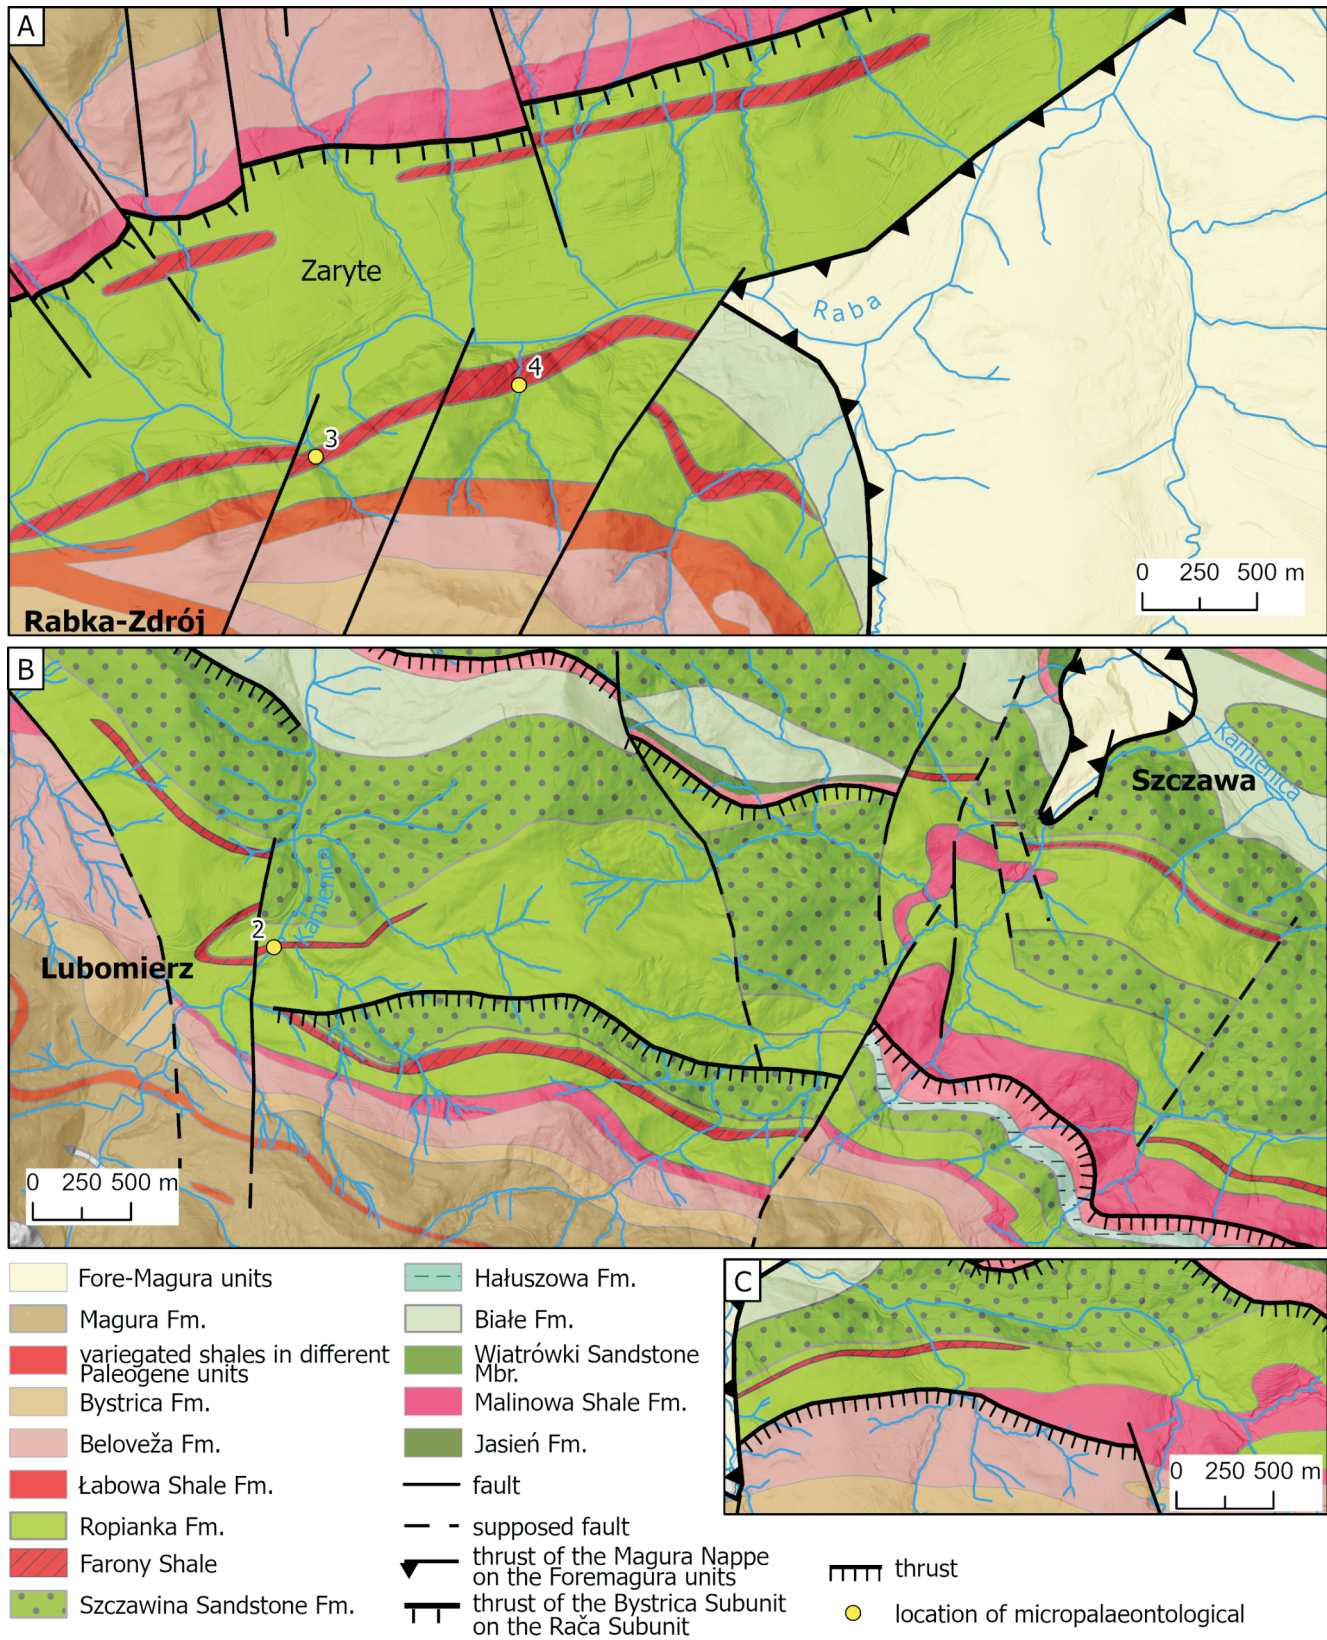 A
Zaryte
Raba
4
3
0 250 500 m
Rabka-Zdrój
B
Szczawa
Kamienica
Kamienica
2
Lubomierz
0 250 500 m
Fore-Magura units
Magura Fm.
variegated shales in different
Paleogene units
Bystrica Fm.
Beloveža Fm.
Łabowa Shale Fm.
Ropianka Fm.
Farony Shale
Szczawina Sandstone Fm.
Hałuszowa Fm.
Białe Fm.
Wiatrówki Sandstone
Mbr.
Malinowa Shale Fm.
Jasień Fm.
fault
supposed fault
thrust of the Magura Nappe
on the Foremagura units
thrust of the Bystrica Subunit
on the Rača Subunit
C
0 250 500 m
thrust
location of micropalaeontological